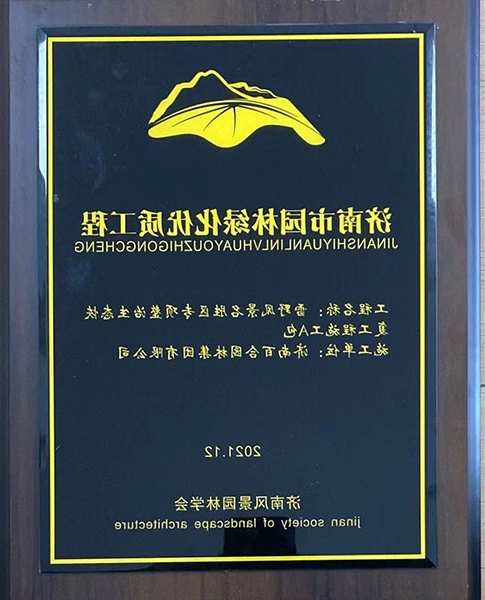 济南市园林绿化优质工程
JINANSHIYUANLINLVHUAYOUZHIGONGCHENG
工程名称：雪野风景名胜区专项整治生态恢
复工程施工A包
施工单位：济南百合园林集团有限公司
2021.12
济南风景园林学会
jinan society of landscape architecture